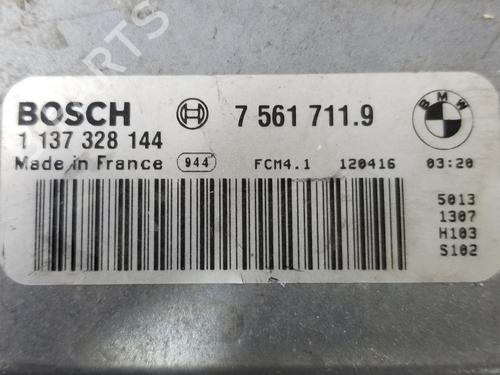 PARTS
BOSCH 7 561 711.9 BMW
1 137 328 144
Made in France 944 FCM4.1 120416 03:20
5013
1307
H103
S102